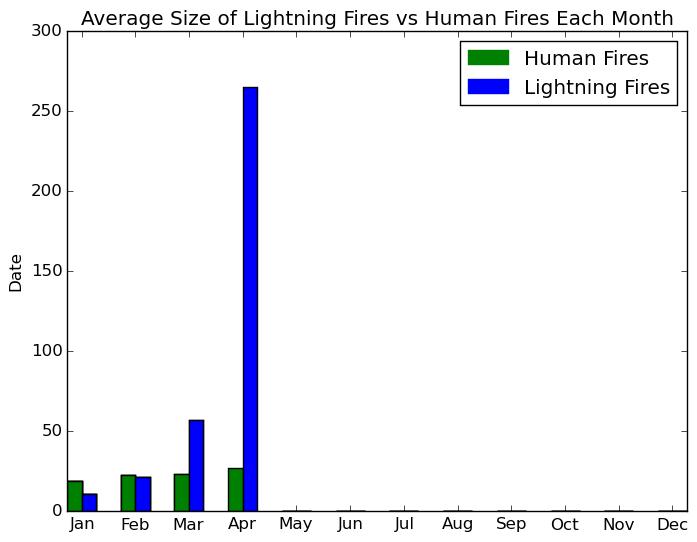 Average Size of Lightning Fires vs Human Fires Each Month
300
Human Fires
Lightning Fires
250
200
150
Date
100
50
0
Jan Feb Mar Apr May Jun Jul Aug Sep Oct Nov Dec